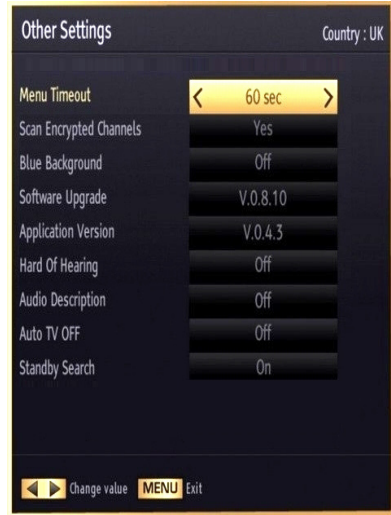 Other Settings Country : UK
Menu Timeout 60 sec
Scan Encrypted Channels Yes
Blue Background Off
Software Upgrade V.0.8.10
Application Version V.0.4.3
Hard Of Hearing Off
Audio Description Off
Auto TV OFF Off
Standby Search On
Change value MENU Exit